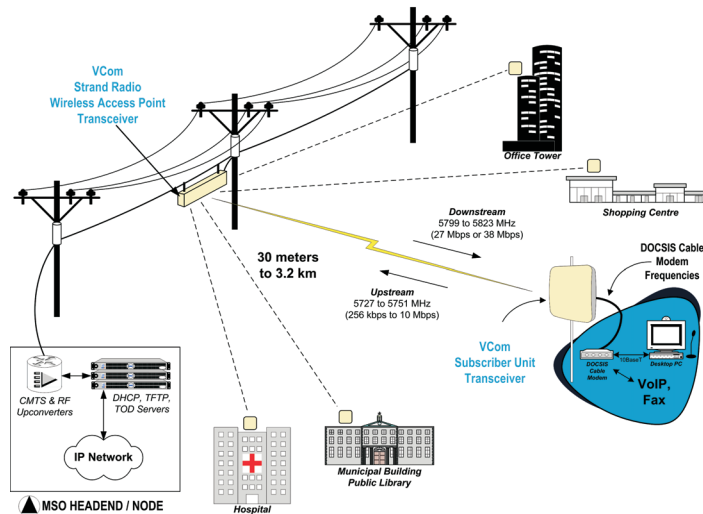 VCom
Strand Radio
Wireless Access Point
Transceiver
Office Tower
Shopping Centre
Downstream
5799 to 5823 MHz
(27 Mbps or 38 Mbps)
30 meters
to 3.2 km
Upstream
5727 to 5751 MHz
(256 kbps to 10 Mbps)
DOCSIS Cable
Modem
Frequencies
VCom
Subscriber Unit
Transceiver
10BaseT
DOCSIS
Cable
Modem
Desktop PC
VoIP,
Fax
CMTS & RF
Upconverters
DHCP, TFTP,
TOD Servers
IP Network
MSO HEADEND / NODE
Hospital
Municipal Building
Public Library